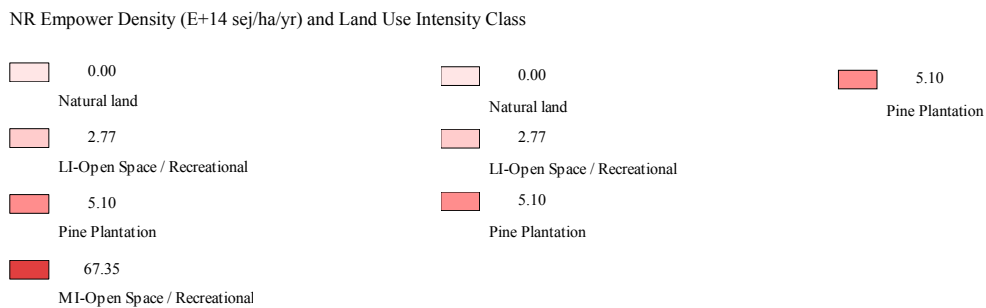 NR Empower Density (E+14 sej/ha/yr) and Land Use Intensity Class
0.00
Natural land
2.77
LI-Open Space / Recreational
5.10
Pine Plantation
67.35
MI-Open Space / Recreational
0.00
Natural land
2.77
LI-Open Space / Recreational
5.10
Pine Plantation
5.10
Pine Plantation